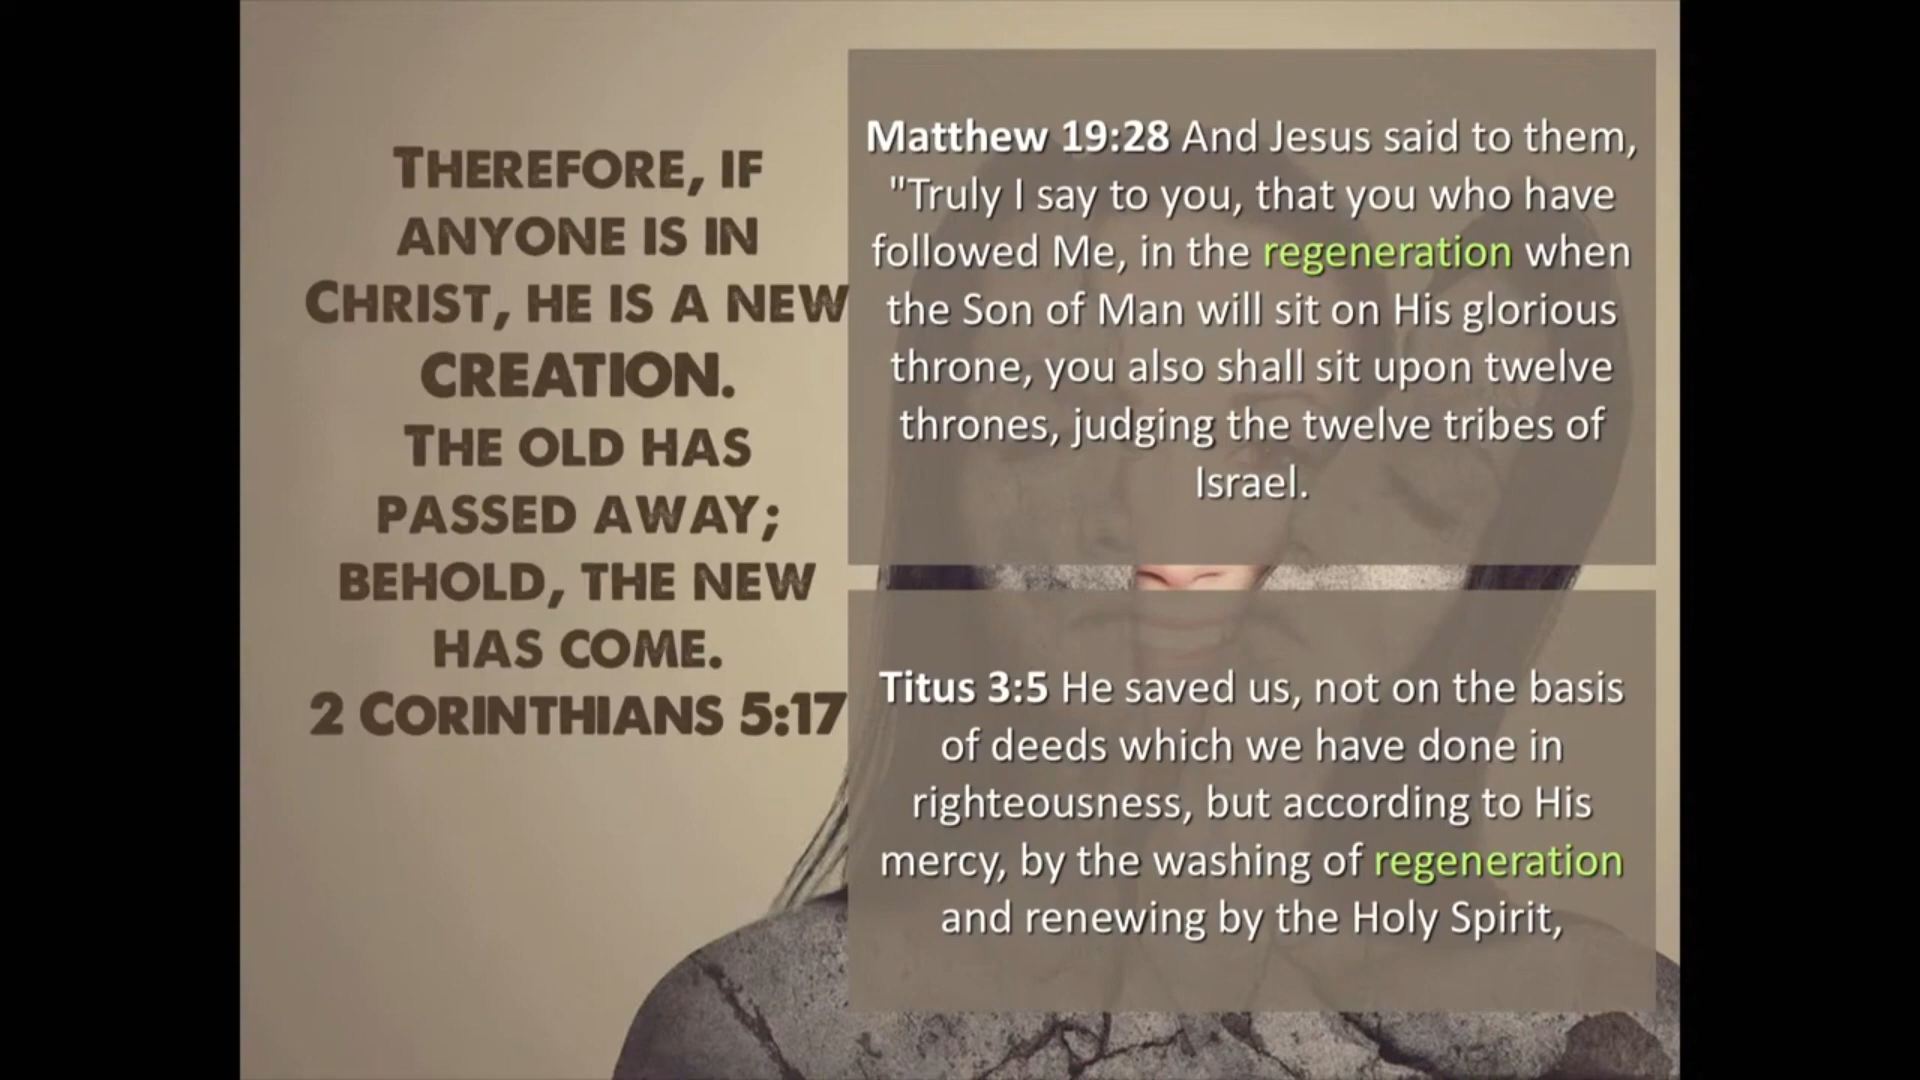 THEREFORE, IF
ANYONE IS IN
CHRIST, HE IS A NEW
CREATION.
THE OLD HAS
PASSED AWAY;
BEHOLD, THE NEW
HAS COME.
2 CORINTHIANS 5:17
Matthew 19:28 And Jesus said to them,
"Truly I say to you, that you who have
followed Me, in the regeneration when
the Son of Man will sit on His glorious
throne, you also shall sit upon twelve
thrones, judging the twelve tribes of
Israel.
Titus 3:5 He saved us, not on the basis
of deeds which we have done in
righteousness, but according to His
mercy, by the washing of regeneration
and renewing by the Holy Spirit,